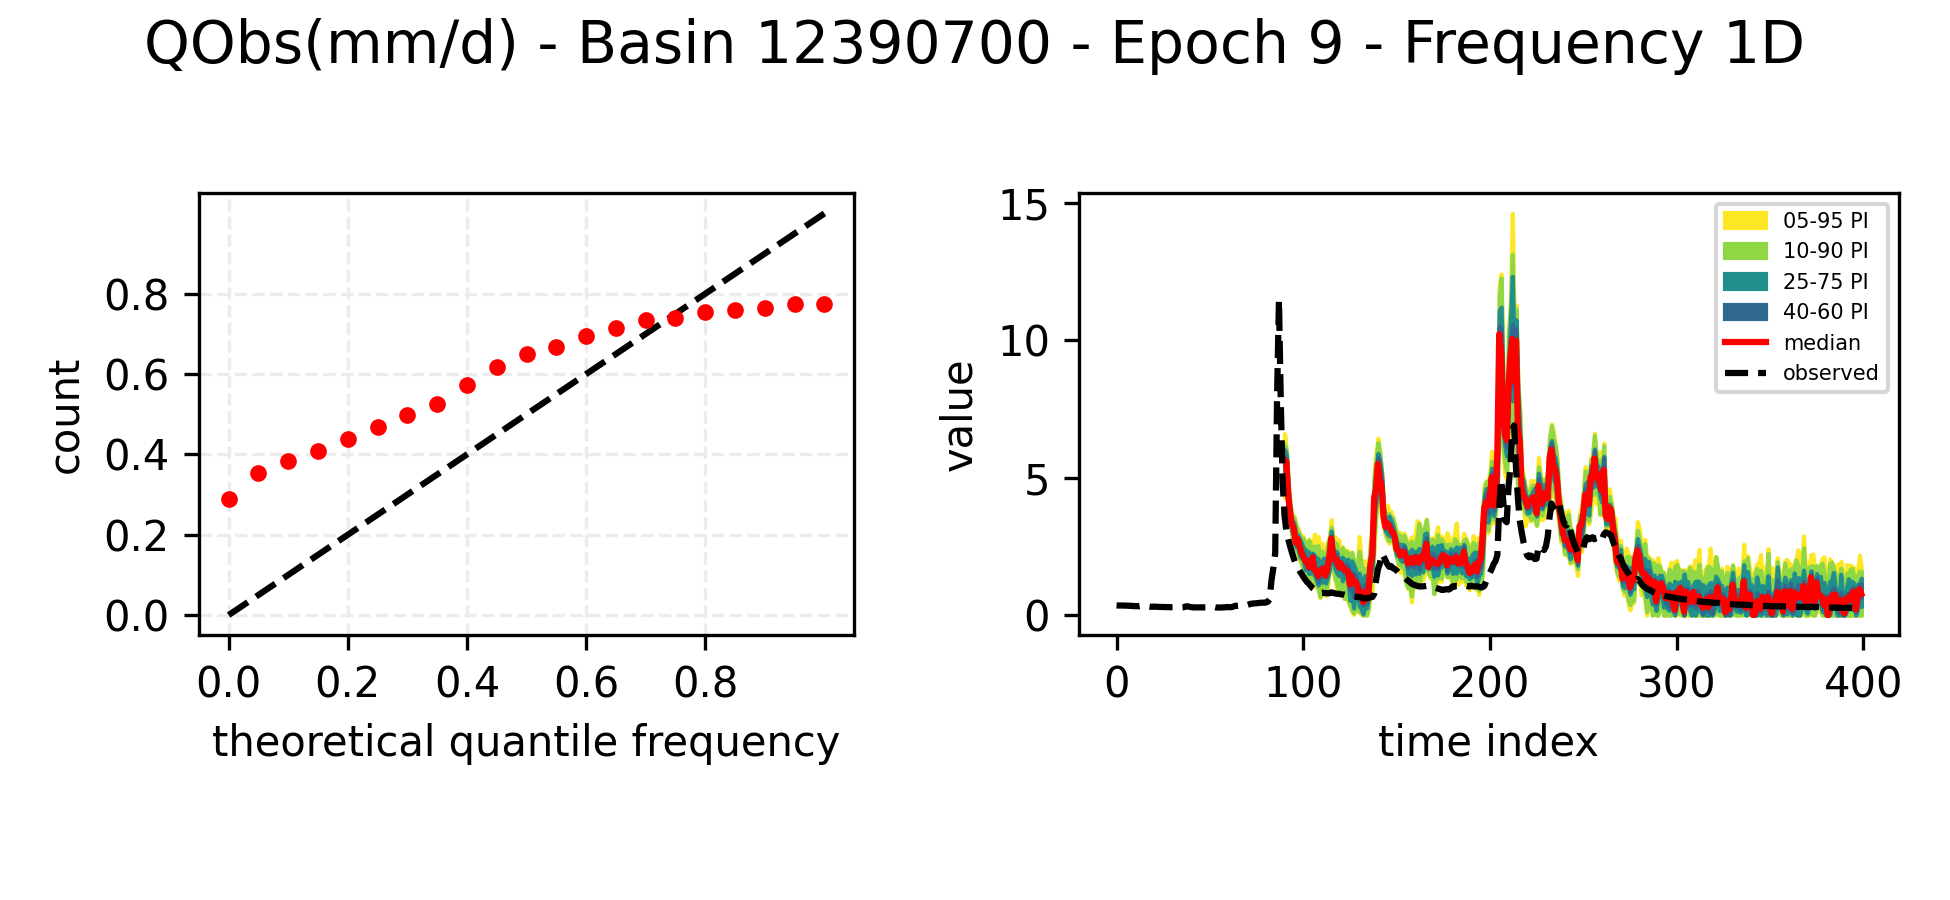 QObs(mm/d) - Basin 12390700 - Epoch 9 - Frequency 1D
count
0.8
0.6
0.4
0.2
0.0
0.0 0.2 0.4 0.6 0.8
theoretical quantile frequency
value
15
10
5
0
0 100 200 300 400
time index
05-95 PI
10-90 PI
25-75 PI
40-60 PI
median
observed